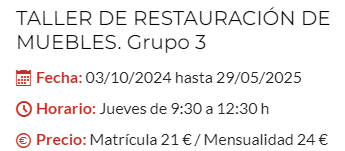 TALLER DE RESTAURACIÓN DE
MUEBLES. Grupo 3
Fecha: 03/10/2024 hasta 29/05/2025
Horario: Jueves de 9:30 a 12:30 h
Precio: Matrícula 21 € / Mensualidad 24 €